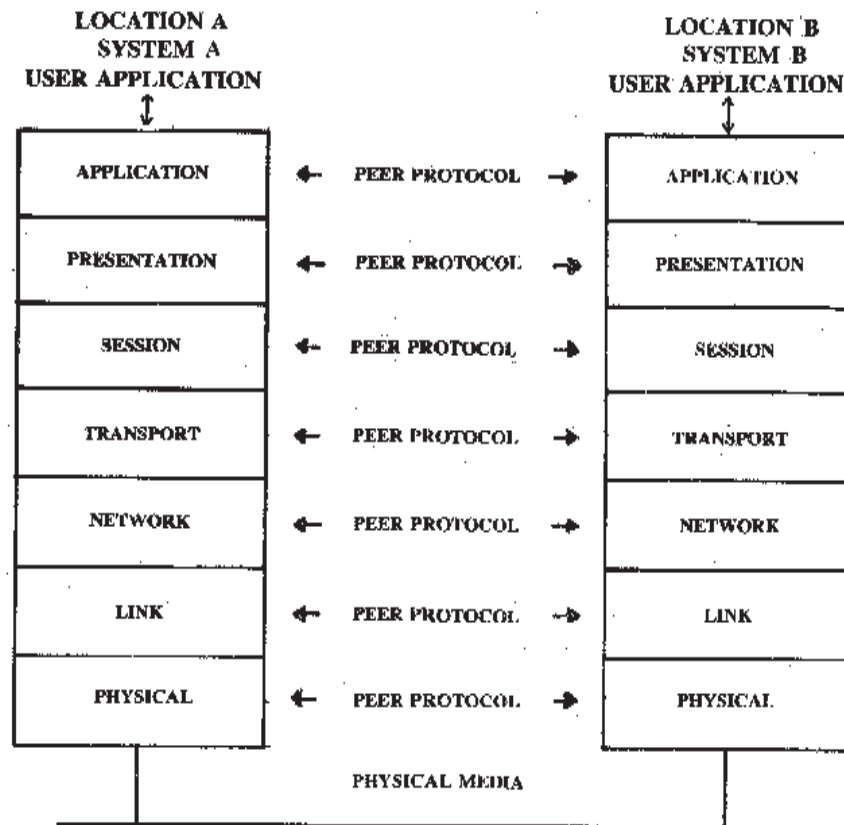 LOCATION A
SYSTEM A
USER APPLICATION
LOCATION B
SYSTEM B
USER APPLICATION
APPLICATION
PEER PROTOCOL
APPLICATION
PRESENTATION
PEER PROTOCOL
PRESENTATION
SESSION
PEER PROTOCOL
SESSION
TRANSPORT
PEER PROTOCOL
TRANSPORT
NETWORK
PEER PROTOCOL
NETWORK
LINK
PEER PROTOCOL
LINK
PHYSICAL
PEER PROTOCOL
PHYSICAL
PHYSICAL MEDIA